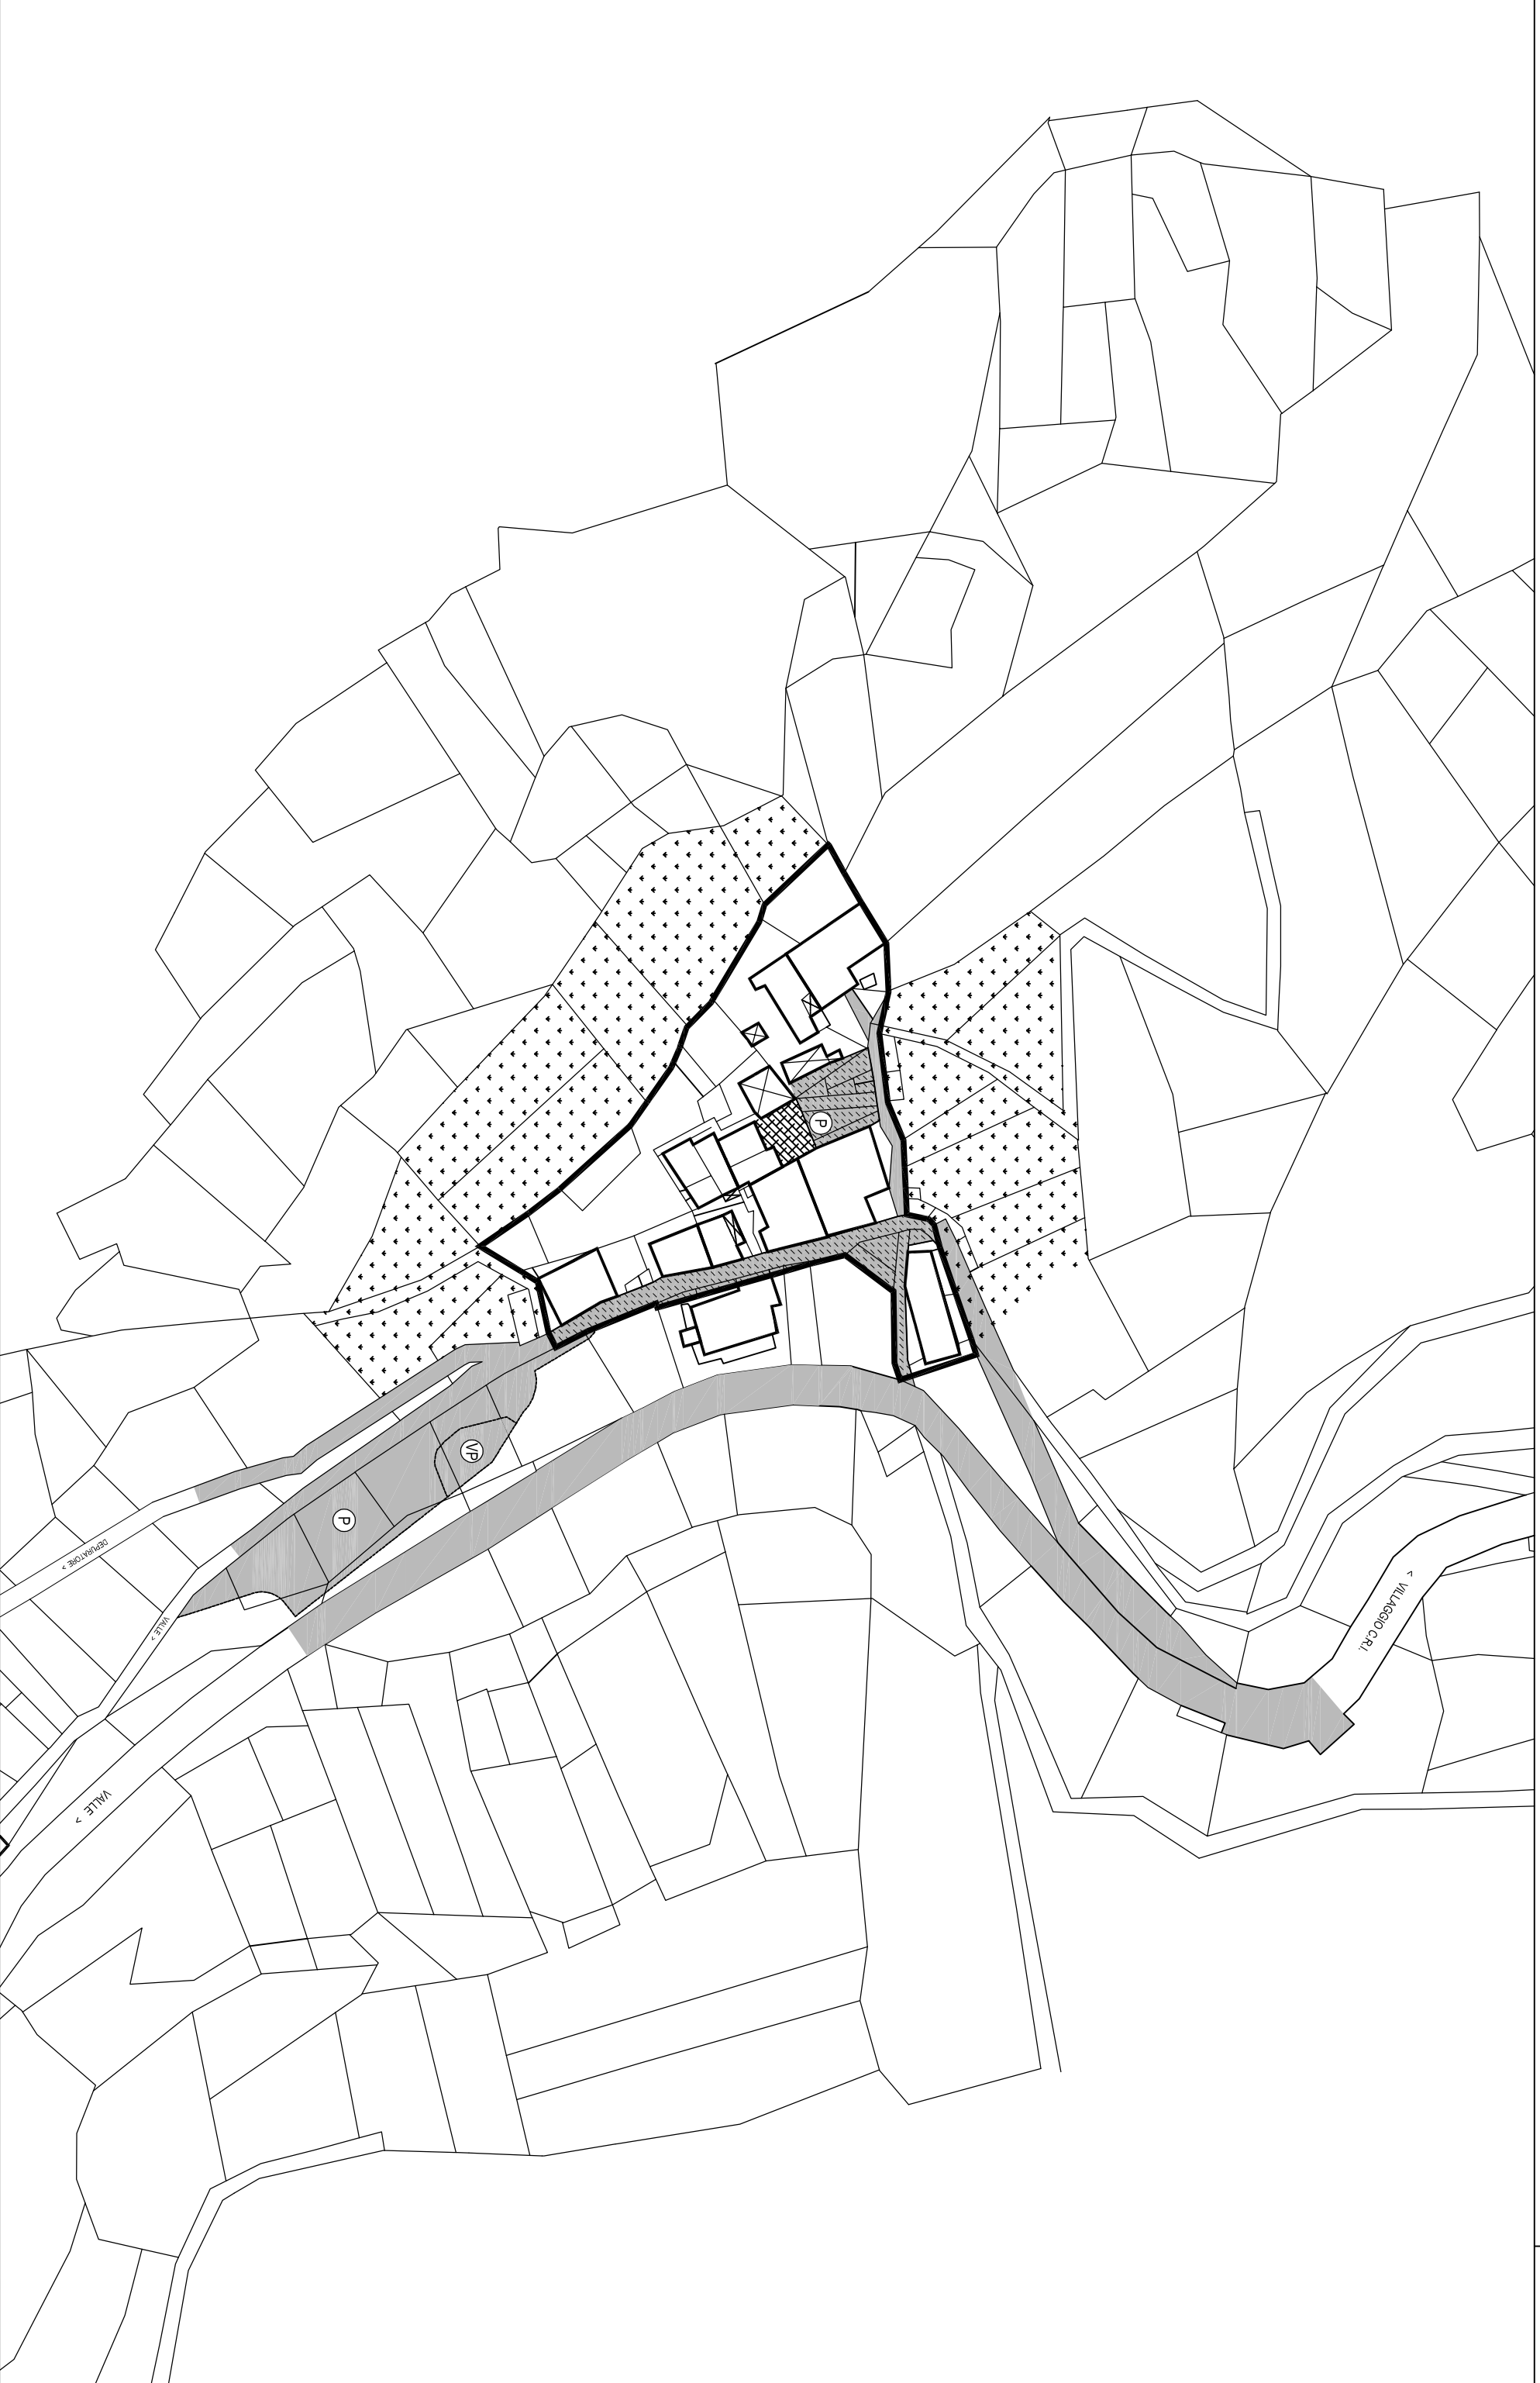 P
VP
P
DEPURATORE >
VALLE >
< VILLAGGIO C.R.I.
VALLE >